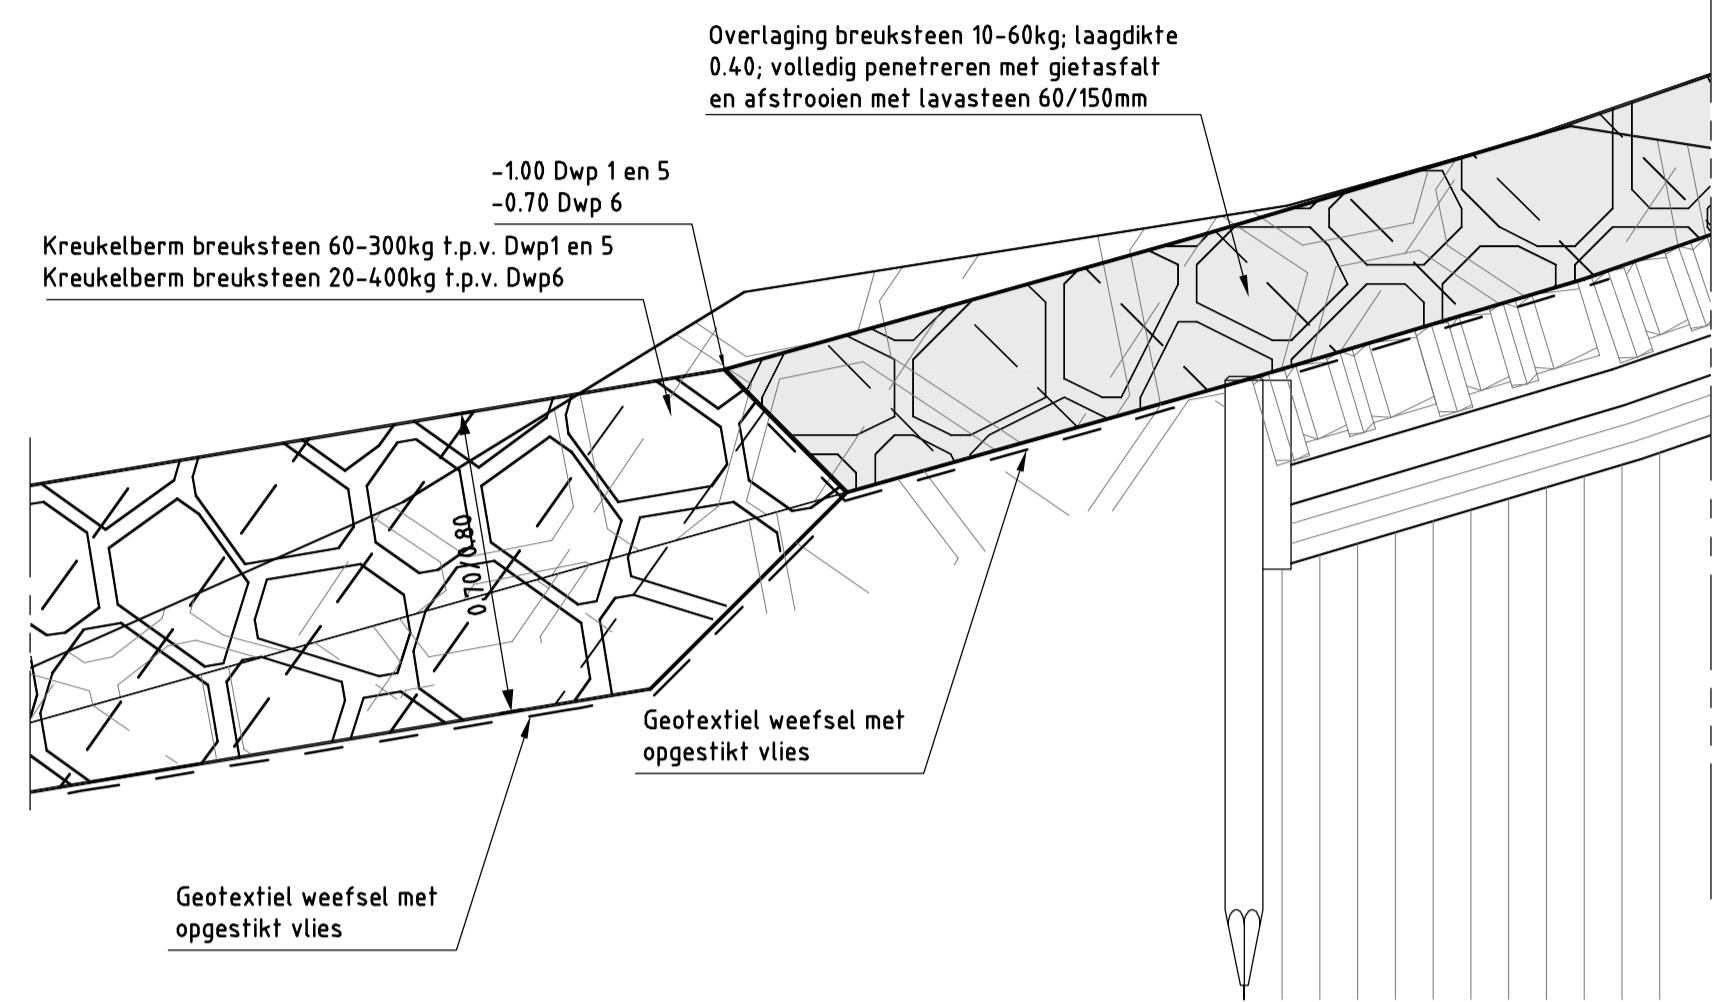 Overlaging breuksteen 10-60kg; laagdikte
0.40; volledig penetreren met gietasfalt
en afstrooien met lavasteen 60/150mm
-1.00 Dwp 1 en 5
-0.70 Dwp 6
Kreukelberm breuksteen 60-300kg t.p.v. Dwp1 en 5
Kreukelberm breuksteen 20-400kg t.p.v. Dwp6
0.70/0.80
Geotextiel weefsel met
opgestikt vlies
Geotextiel weefsel met
opgestikt vlies